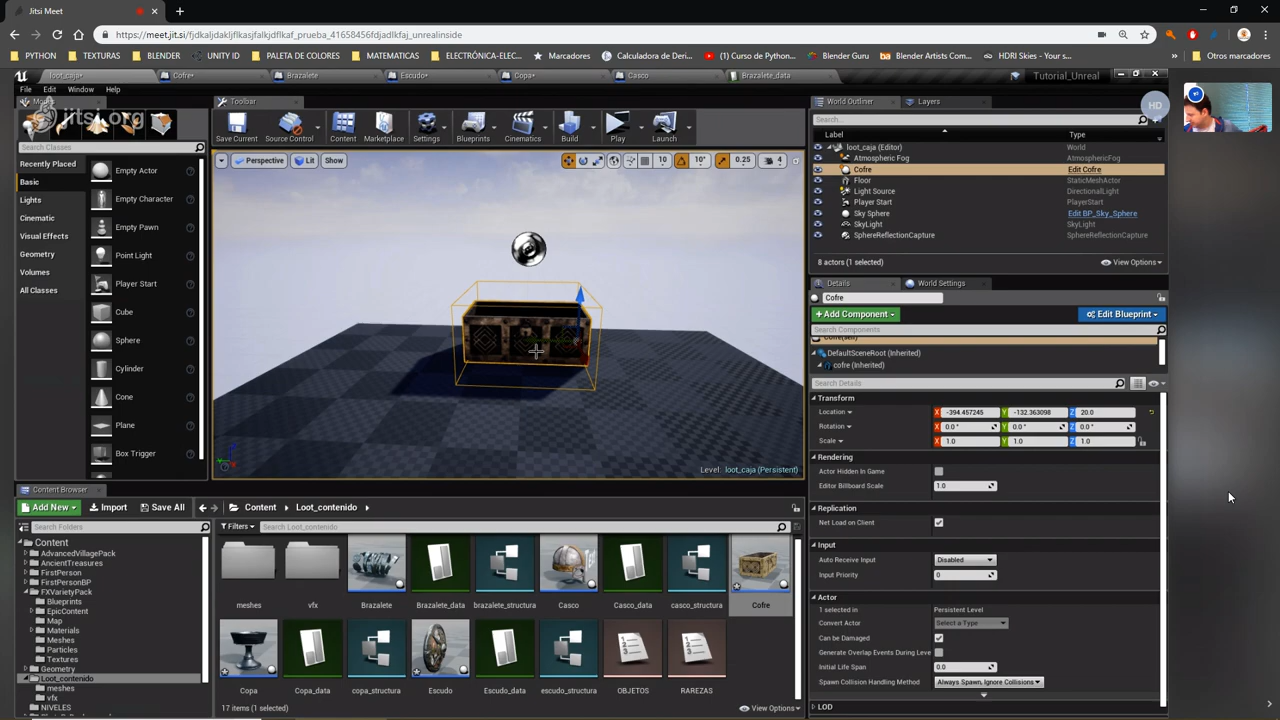 Jitsi Meet
https://meet.jit.si/fjdkaljdakljflkasjfalkjdlfkaf_prueba_41658456fdjwdlkfaj_unrealinside
PYTHON TEXTURAS BLENDER UNITY ID PALETA DE COLORES MATEMATICAS ELECTRÓNICA-ELEC... Marcadores Calculadora de Deri... (1) Curso de Python... Blender Guru Blender Artists Com... HDRI Skies - Your s... Otros marcadores
loot_caja* Cofre* Brazalete Escudo* Copa* Casco Brazalete_data Tutorial_Unreal
File Edit Window Help
jitsi.org
Toolbar
World Outliner Layers
HD
Save Current Source Control Content Marketplace Settings Blueprints Cinematics Build Play Launch
Search Classes
Search...
Label Type
Recently Placed
Basic
Lights
Cinematic
Visual Effects
Geometry
Volumes
All Classes
Empty Actor
Empty Character
Empty Pawn
Point Light
Player Start
Cube
Sphere
Cylinder
Cone
Plane
Box Trigger
Perspective Lit Show 10 10° 0.25 4
Level: loot_caja (Persistent)
loot_caja (Editor) World
Atmospheric Fog AtmosphericFog
Cofre Edit Cofre
Floor StaticMeshActor
Light Source DirectionalLight
Player Start PlayerStart
Sky Sphere Edit BP_Sky_Sphere
SkyLight SkyLight
SphereReflectionCapture SphereReflectionCapture
8 actors (1 selected) View Options
Details World Settings
Cofre
Add Component Edit Blueprint
Search Components
Cofre(self)
DefaultSceneRoot (Inherited)
cofre (Inherited)
Search Details
Transform
Location X -394.457245 Y -132.363098 Z 20.0
Rotation X 0.0 ° Y 0.0 ° Z 0.0 °
Scale X 1.0 Y 1.0 Z 1.0
Rendering
Actor Hidden In Game
Editor Billboard Scale 1.0
Replication
Net Load on Client
Input
Auto Receive Input Disabled
Input Priority 0
Actor
1 selected in Persistent Level
Convert Actor Select a Type
Can be Damaged
Generate Overlap Events During Leve
Initial Life Span 0.0
Spawn Collision Handling Method Always Spawn, Ignore Collisions
LOD
Content Browser
Add New Import Save All Content Loot_contenido
Search Folders
Filters Search Loot_contenido
Content
AdvancedVillagePack
AncientTreasures
FirstPerson
FirstPersonBP
FXVarietyPack
Blueprints
EpicContent
Map
Materials
Meshes
Particles
Textures
Geometry
Loot_contenido
meshes
vfx
NIVELES
meshes vfx Brazalete Brazalete_data brazalete_structura Casco Casco_data casco_structura Cofre
Copa Copa_data copa_structura Escudo Escudo_data escudo_structura OBJETOS RAREZAS
17 items (1 selected) View Options